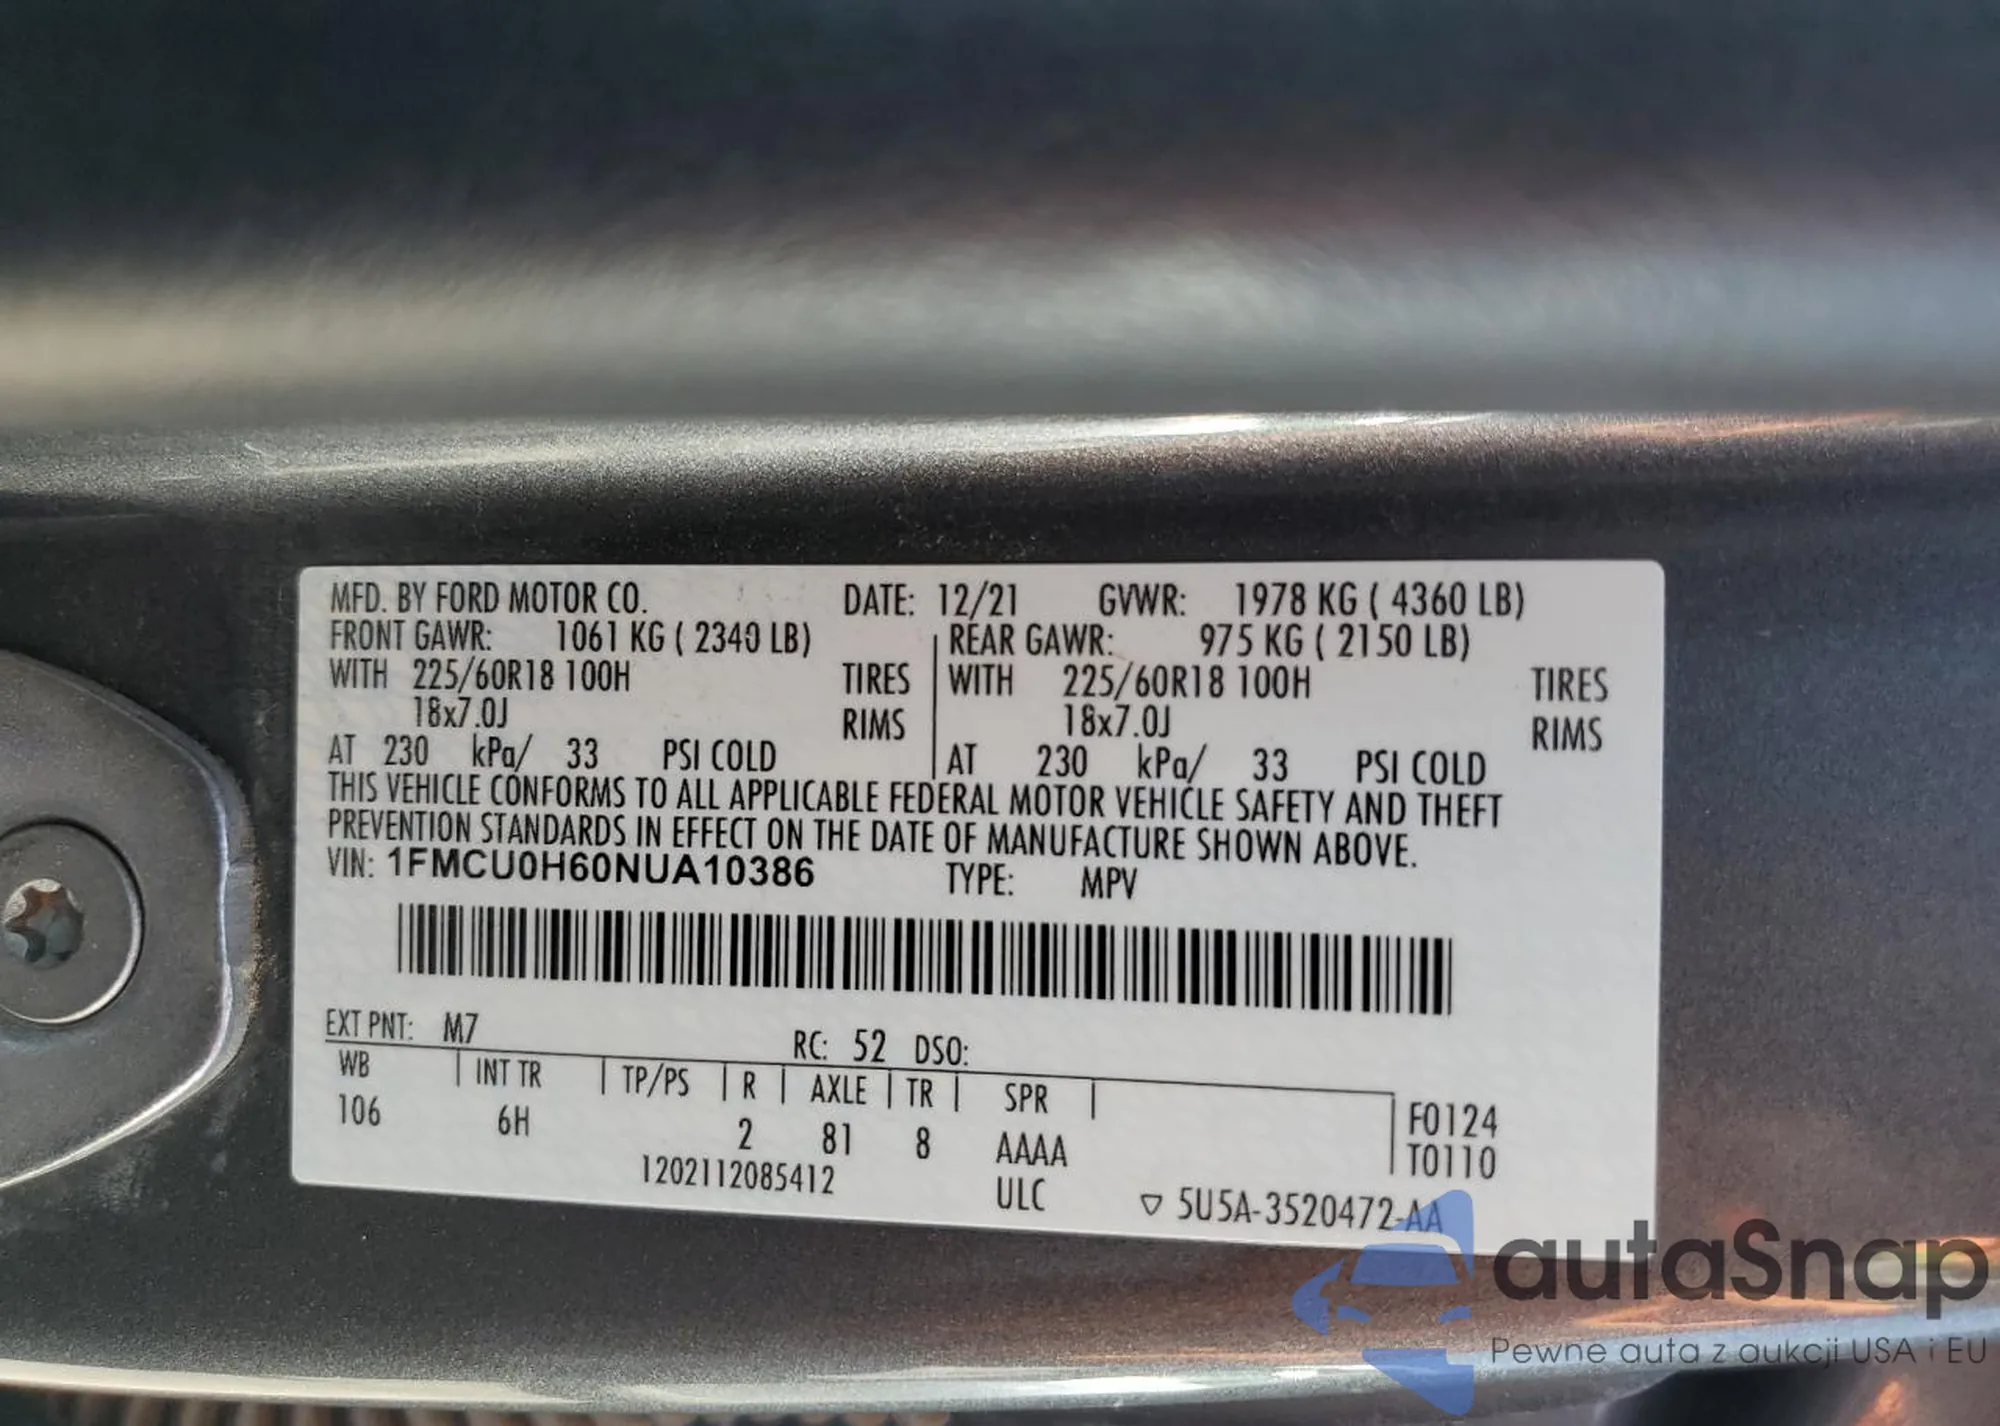 MFD. BY FORD MOTOR CO. DATE: 12/21 GVWR: 1978 KG ( 4360 LB)
FRONT GAWR: 1061 KG ( 2340 LB) REAR GAWR: 975 KG ( 2150 LB)
WITH 225/60R18 100H TIRES WITH 225/60R18 100H TIRES
18x7.0J RIMS 18x7.0J RIMS
AT 230 kPa/ 33 PSI COLD AT 230 kPa/ 33 PSI COLD
THIS VEHICLE CONFORMS TO ALL APPLICABLE FEDERAL MOTOR VEHICLE SAFETY AND THEFT
PREVENTION STANDARDS IN EFFECT ON THE DATE OF MANUFACTURE SHOWN ABOVE.
VIN: 1FMCU0H60NUA10386 TYPE: MPV
EXT PNT: M7 RC: 52 DSO:
WB INT TR TP/PS R AXLE TR SPR
106 6H 2 81 8 AAAA F0124
T0110
1202112085412 ULC ▽ 5U5A-3520472-AA
autaSnap
Pewne auta z aukcji USA i EU